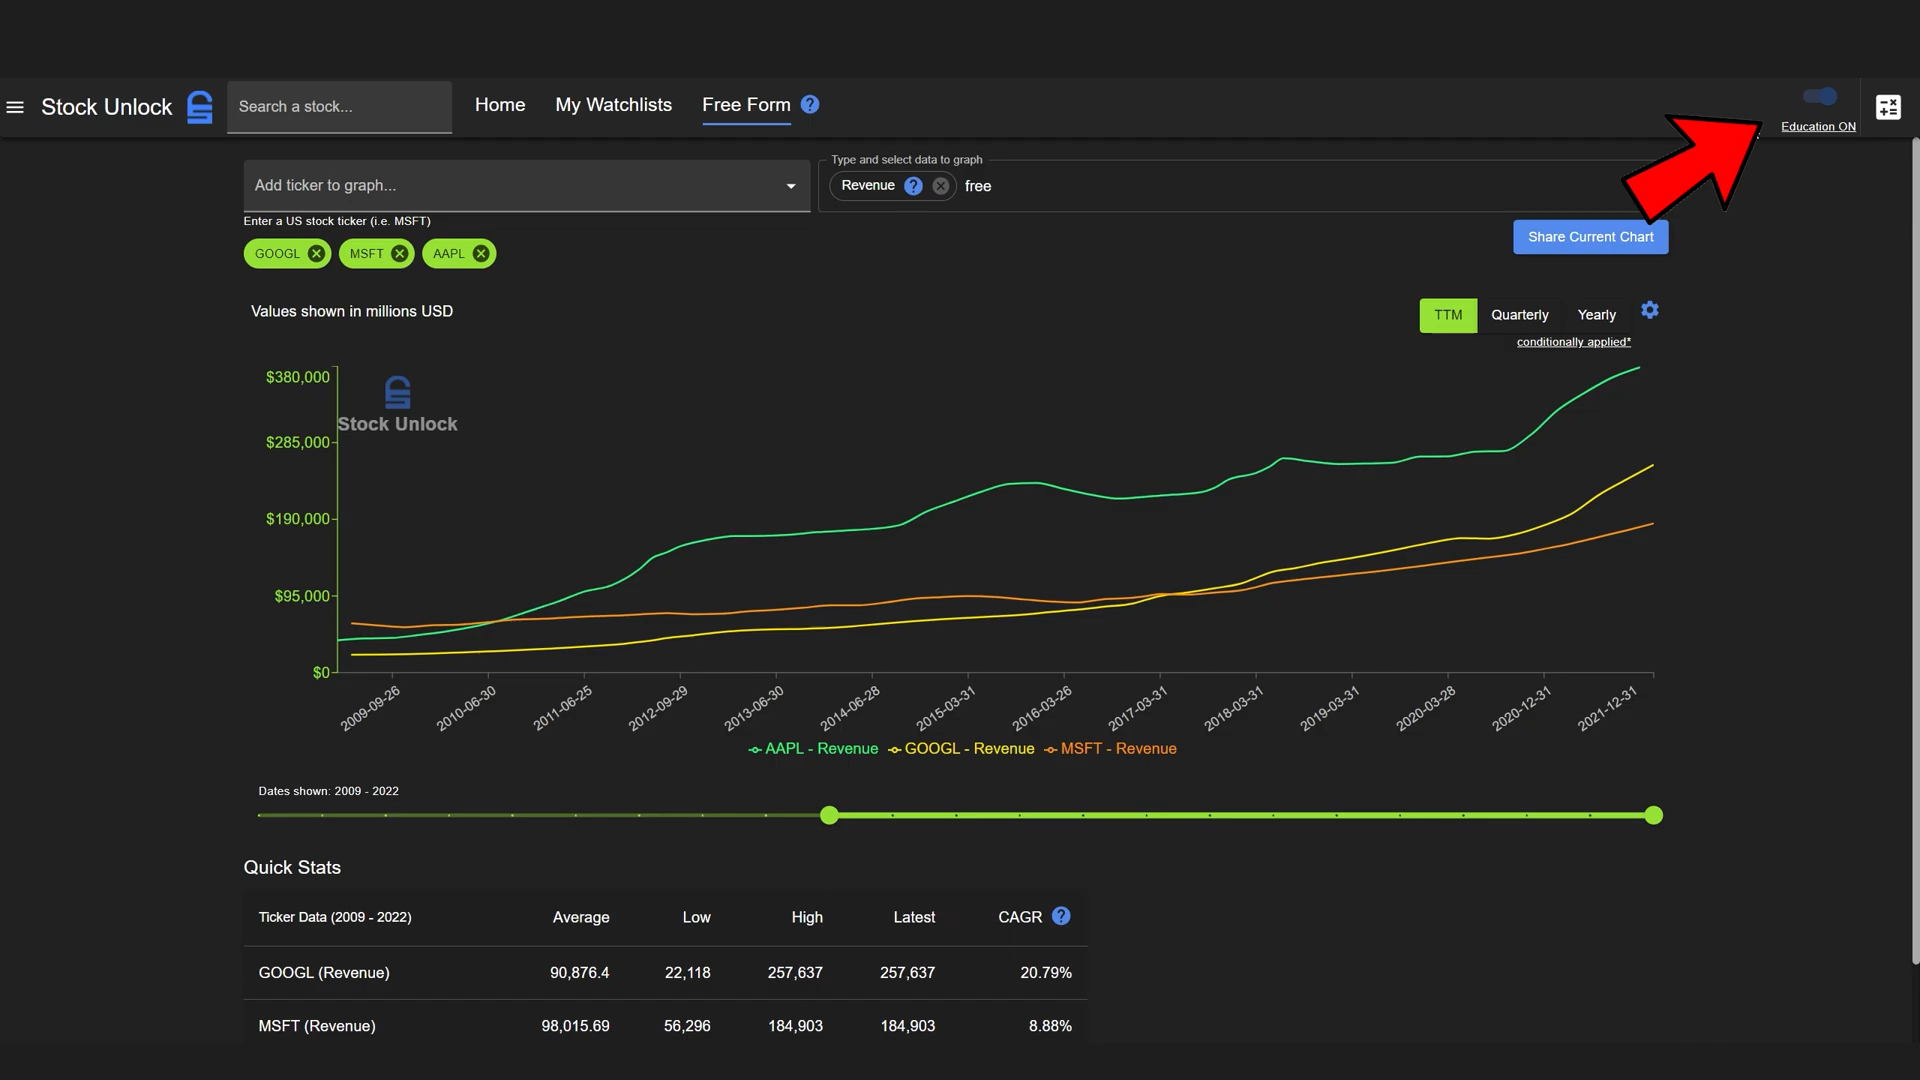 Stock Unlock
Search a stock...
Home
My Watchlists
Free Form
?
Education ON
Add ticker to graph...
Type and select data to graph
Revenue ? free
Enter a US stock ticker (i.e. MSFT)
GOOGL
MSFT
AAPL
Share Current Chart
Values shown in millions USD
TTM Quarterly Yearly
conditionally applied*
Stock Unlock
$380,000
$285,000
$190,000
$95,000
$0
2009-09-26 2010-06-30 2011-06-25 2012-09-29 2013-06-30 2014-06-28 2015-03-31 2016-03-26 2017-03-31 2018-03-31 2019-03-31 2020-03-28 2020-12-31 2021-12-31
AAPL - Revenue GOOGL - Revenue MSFT - Revenue
Dates shown: 2009 - 2022
Quick Stats
Ticker Data (2009 - 2022) Average Low High Latest CAGR ?
GOOGL (Revenue) 90,876.4 22,118 257,637 257,637 20.79%
MSFT (Revenue) 98,015.69 56,296 184,903 184,903 8.88%